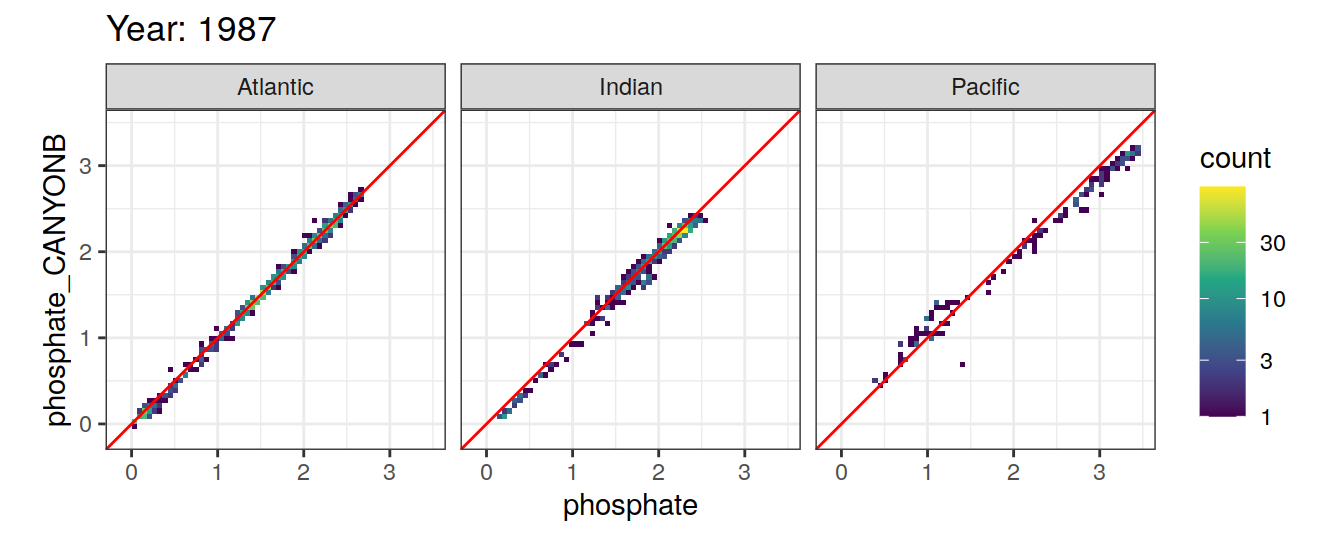 Year: 1987
Atlantic
Indian
Pacific
phosphate_CANYONB
3
2
1
0
0 1 2 3
0 1 2 3
0 1 2 3
phosphate
count
30
10
3
1